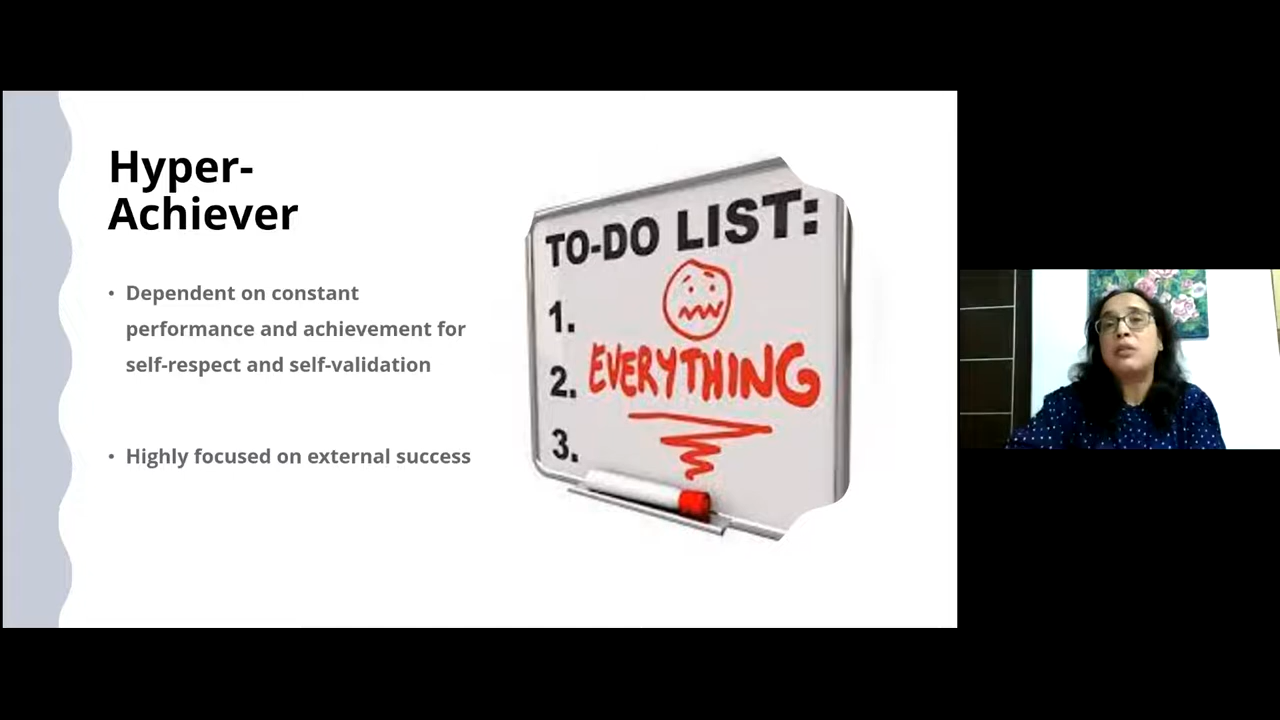 Hyper-
Achiever
• Dependent on constant
performance and achievement for
self-respect and self-validation
• Highly focused on external success
TO-DO LIST:
1.
2. EVERYTHING
3.